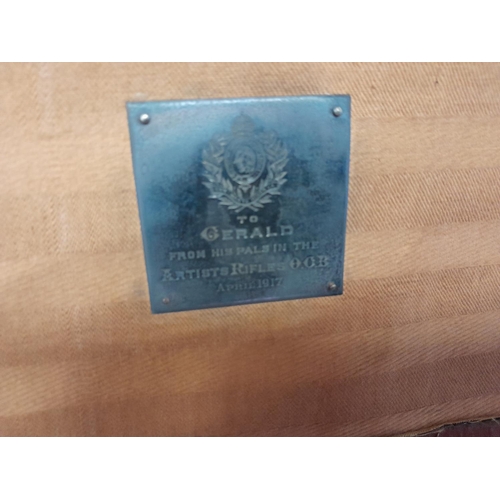 TO
GERALD
FROM HIS PALS IN THE
ARTISTS RIFLES O.C.B
APRIL 1917